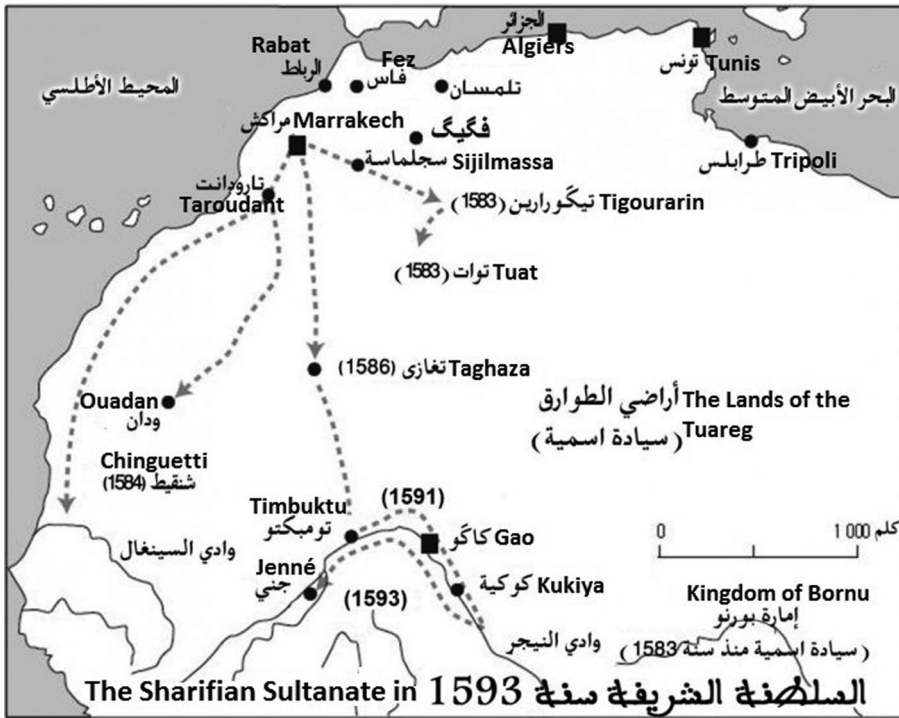 الجزائر
Algiers
Rabat
الرباط
Fez
فاس
تلمسان
تونس Tunis
المحيط الأطلسي
البحر الأبيض المتوسط
مراكش Marrakech
فگيگ
سجلماسة Sijilmassa
طرابلس Tripoli
تارودانت
Taroudant
تيگورارين (1583) Tigourarin
توات (1583) Tuat
تغازى (1586) Taghaza
Ouadan
ودان
أراضي الطوارق The Lands of the
(سيادة اسمية) Tuareg
Chinguetti
شنقيط (1584)
Timbuktu
تومبكتو
(1591)
وادي السينغال
گاگو Gao
0 1 000 كلم
Jenné
جني
(1593)
كوكية Kukiya
Kingdom of Bornu
إمارة بورنو
وادي النيجر
(سيادة اسمية منذ سنة 1583)
The Sharifian Sultanate in 1593 السلطنة الشريفة سنة